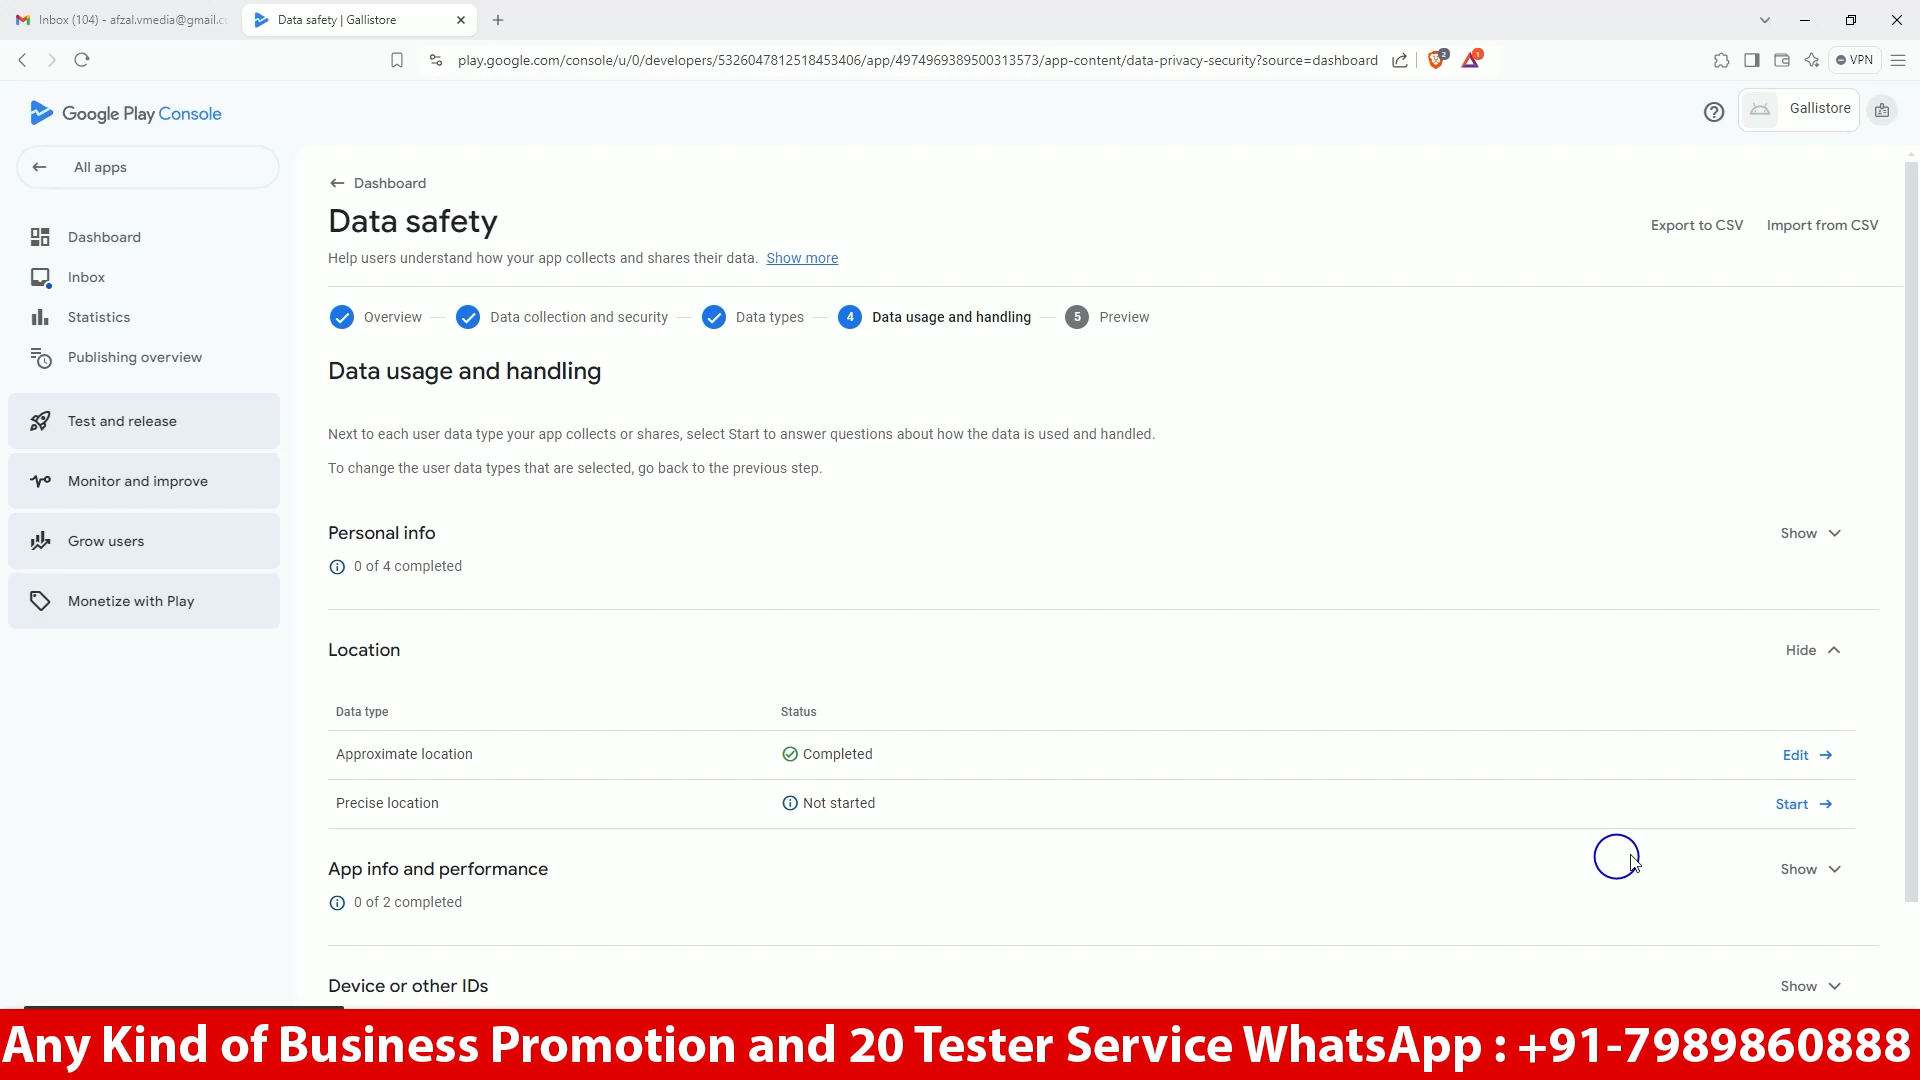 Inbox (104) - afzal.vmedia@gmail.c
Data safety | Gallistore
play.google.com/console/u/0/developers/5326047812518453406/app/4974969389500313573/app-content/data-privacy-security?source=dashboard
2
1
VPN
Google Play Console
Gallistore
All apps
Dashboard
Inbox
Statistics
Publishing overview
Test and release
Monitor and improve
Grow users
Monetize with Play
Dashboard
Data safety
Export to CSV
Import from CSV
Help users understand how your app collects and shares their data. Show more
Overview
Data collection and security
Data types
4 Data usage and handling
5 Preview
Data usage and handling
Next to each user data type your app collects or shares, select Start to answer questions about how the data is used and handled.
To change the user data types that are selected, go back to the previous step.
Personal info
Show
0 of 4 completed
Location
Hide
Data type
Status
Approximate location
Completed
Edit
Precise location
Not started
Start
App info and performance
Show
0 of 2 completed
Device or other IDs
Show
Any Kind of Business Promotion and 20 Tester Service WhatsApp : +91-7989860888